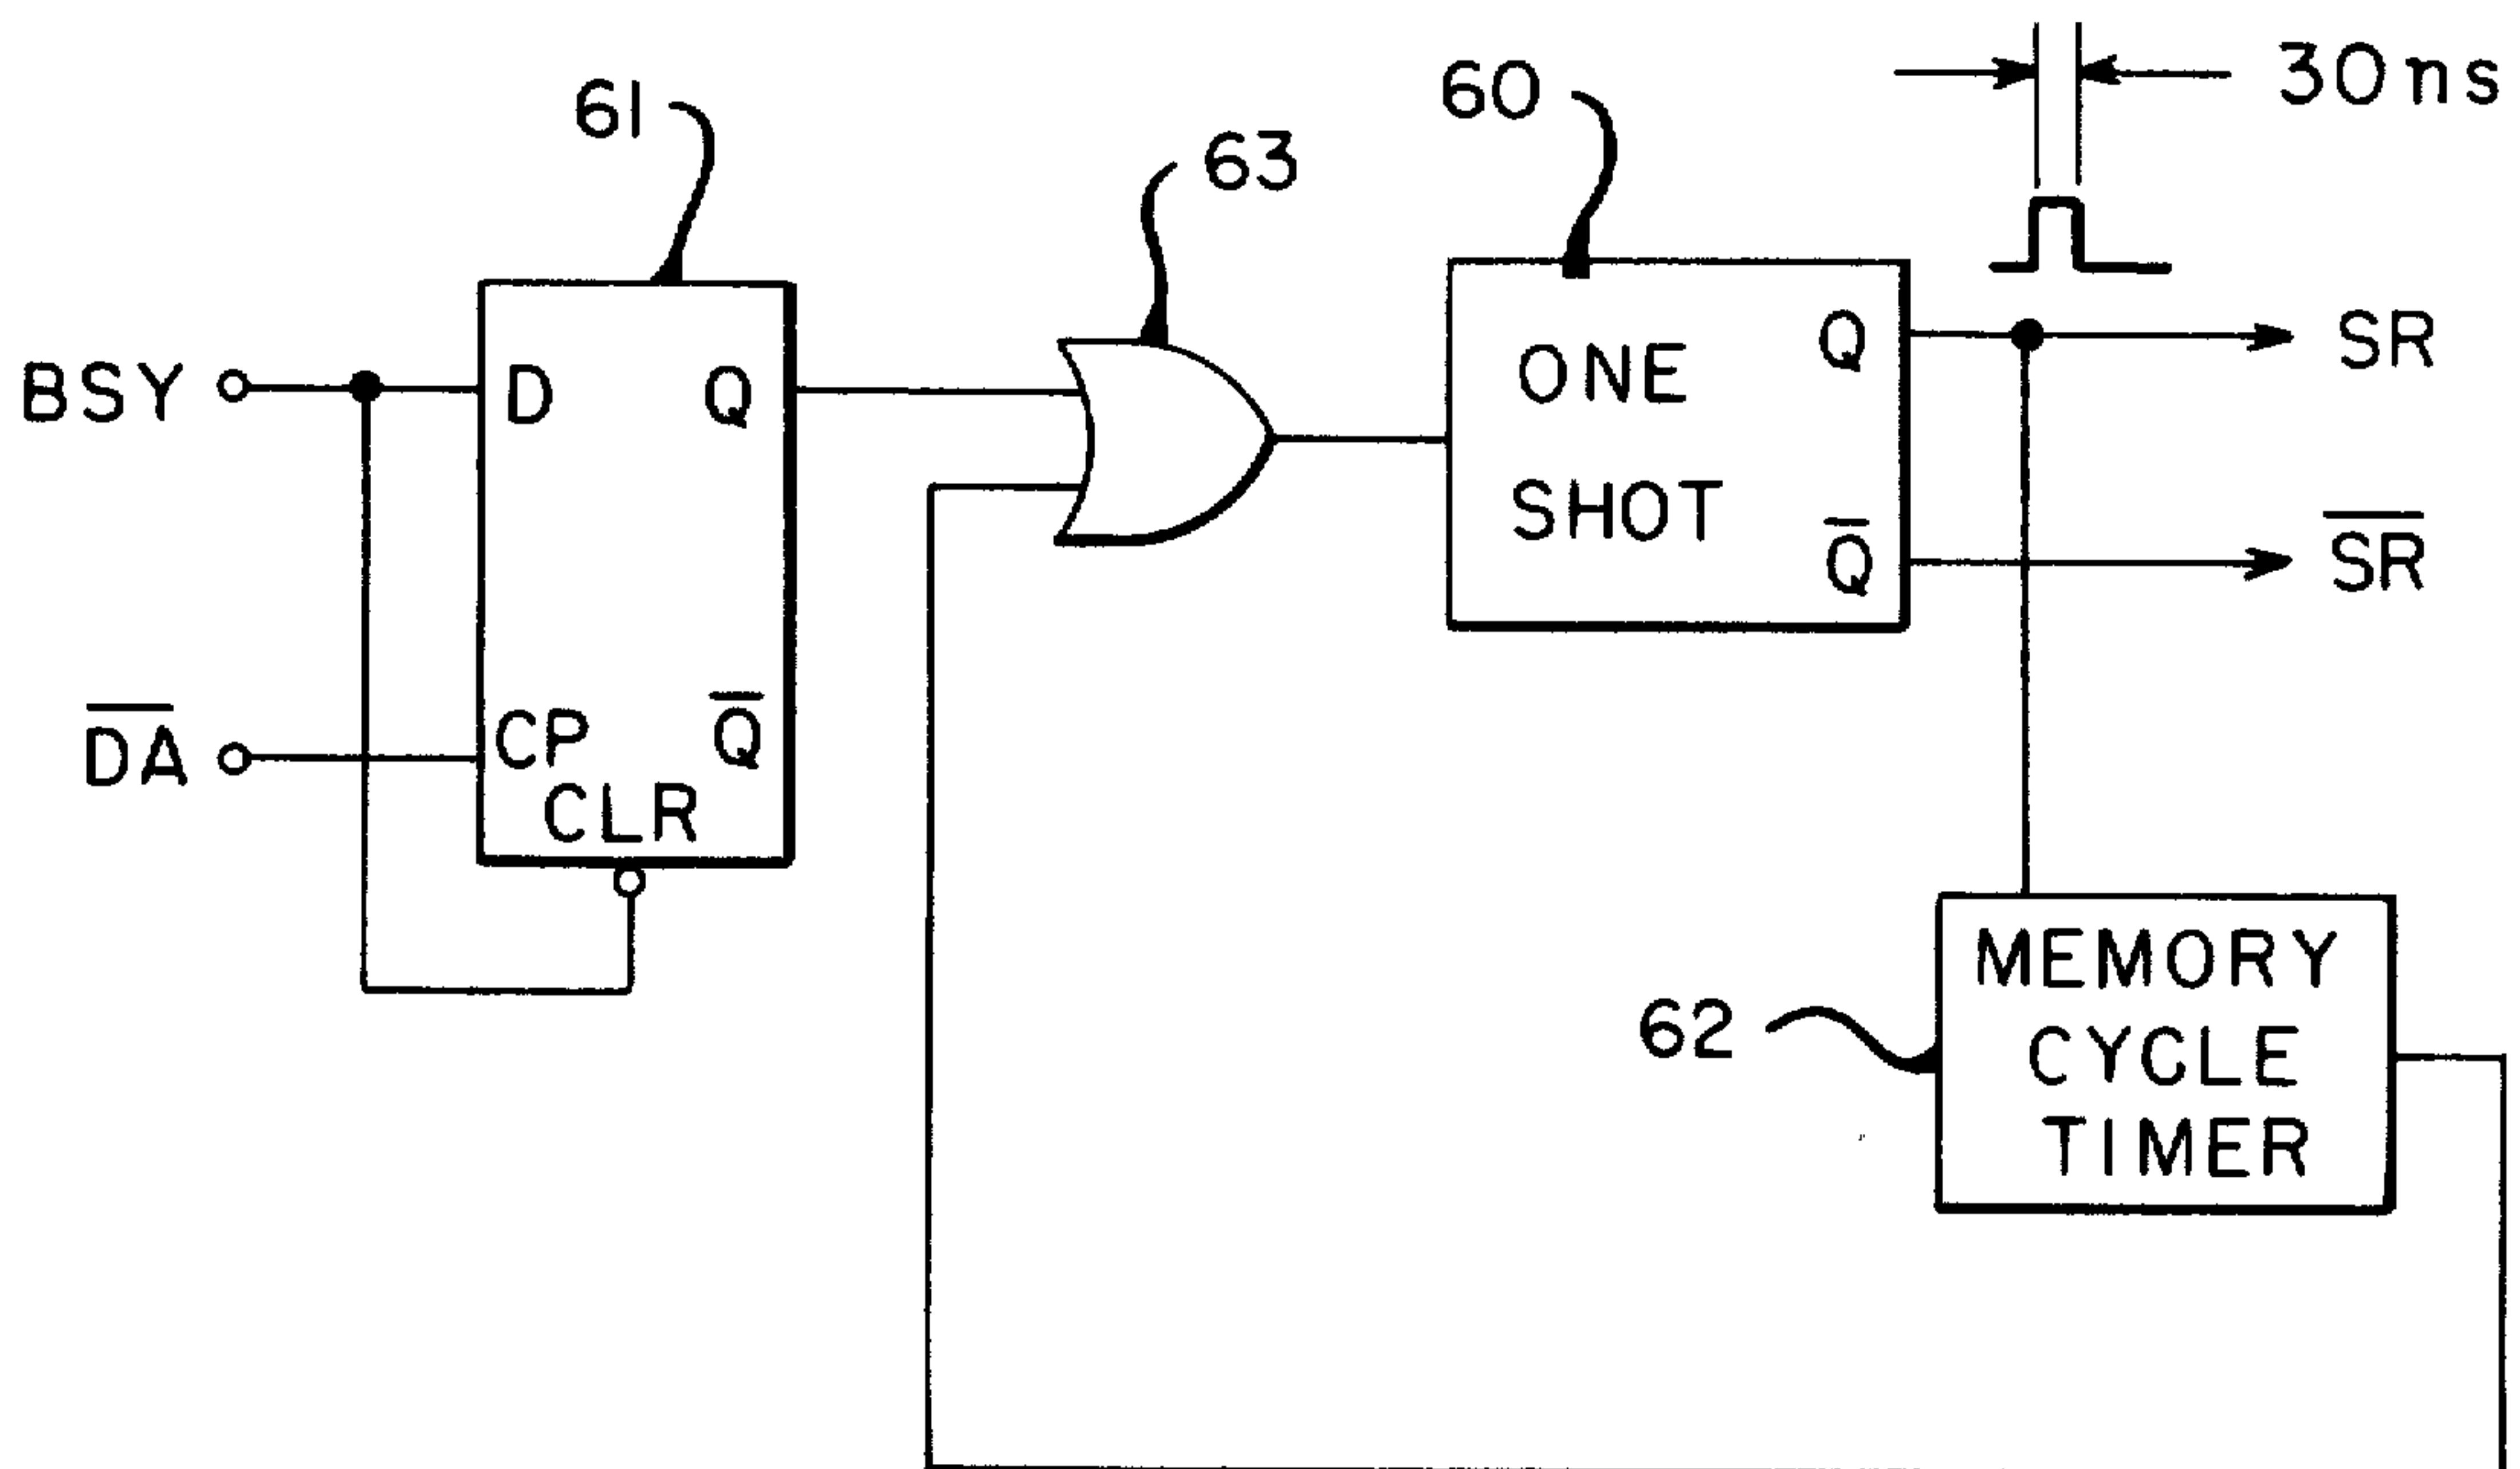 61
63
60
30ns
BSY
D
Q
ONE
SHOT
Q
SR
Q̅
S̅R̅
D̅A̅
CP
Q̅
CLR
62
MEMORY
CYCLE
TIMER